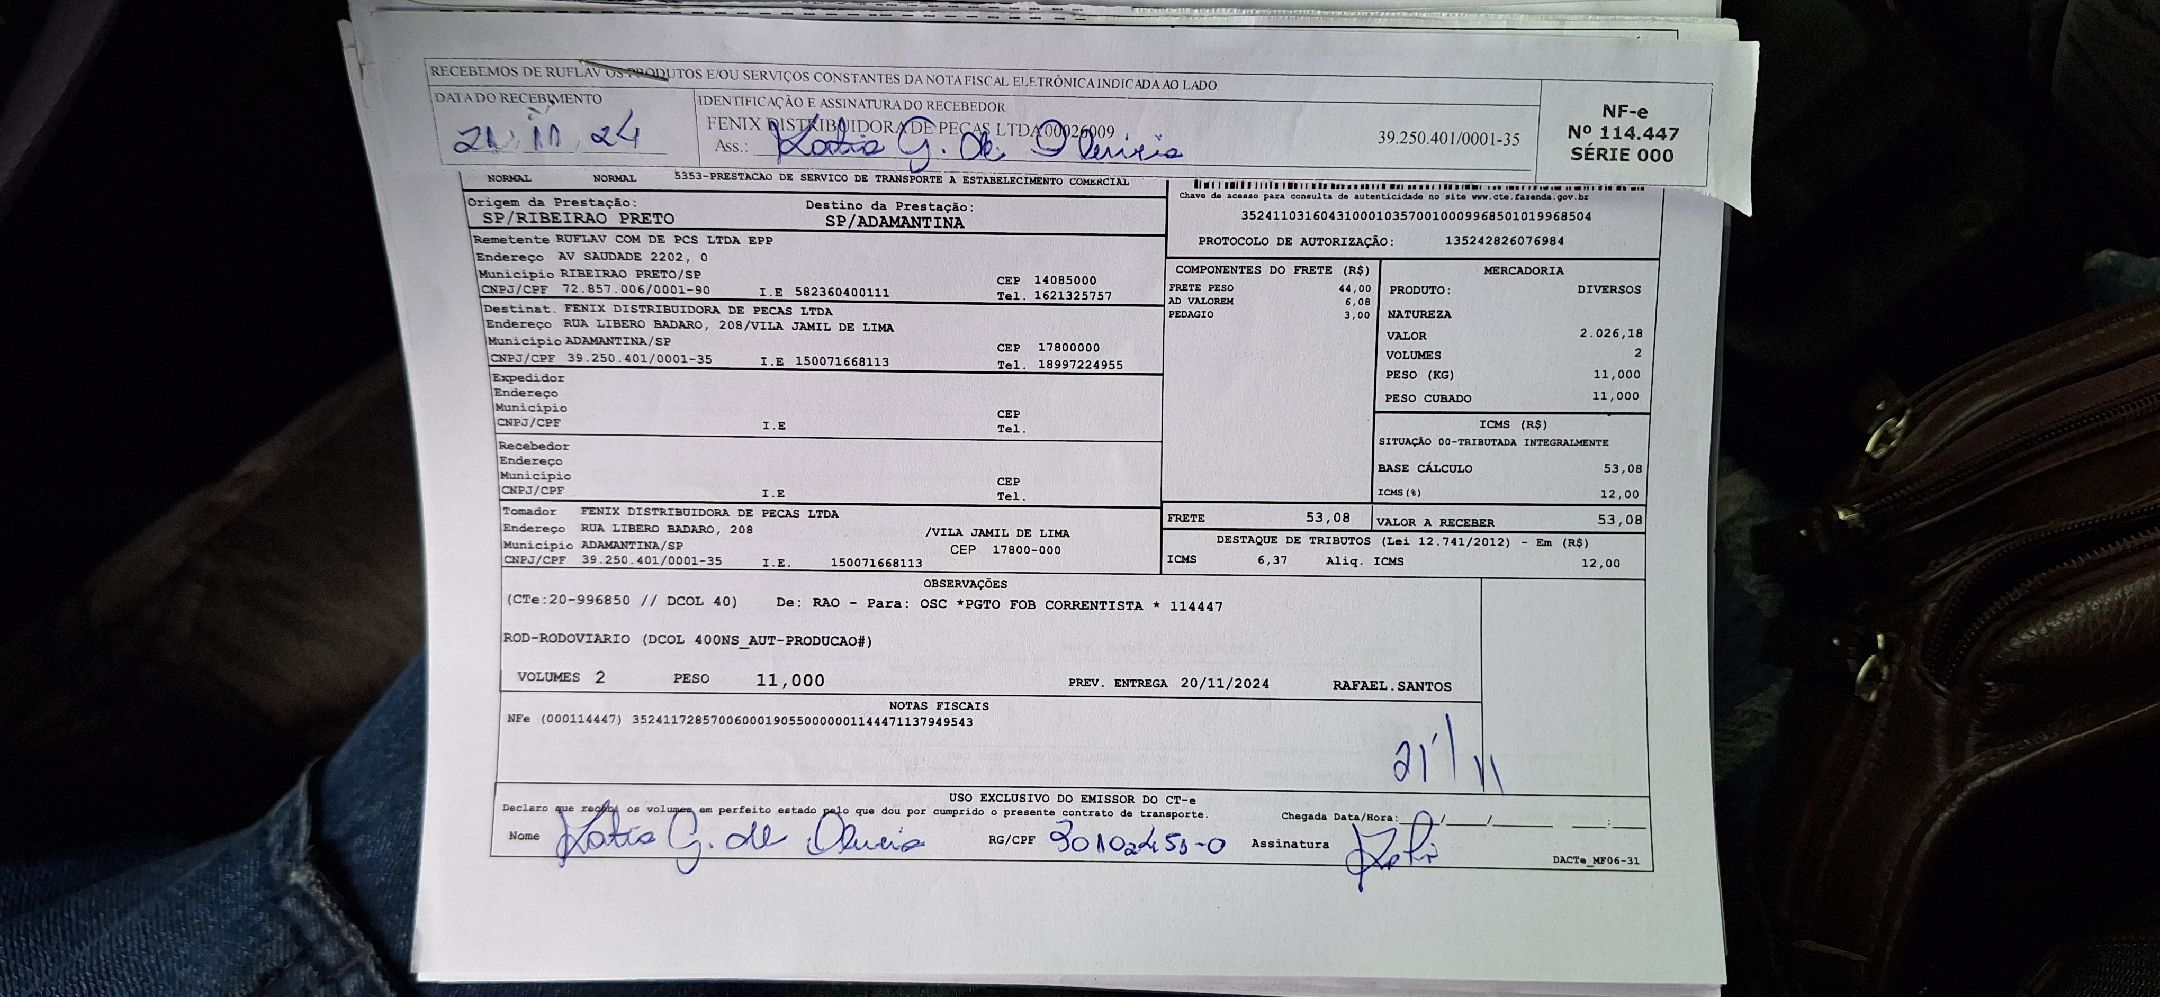 RECEBEMOS DE RUFLAV OS PRODUTOS E/OU SERVIÇOS CONSTANTES DA NOTA FISCAL ELETRÔNICA INDICADA AO LADO
DATA DO RECEBIMENTO
21 11 24
IDENTIFICAÇÃO E ASSINATURA DO RECEBEDOR
FENIX DISTRIBUIDORA DE PEÇAS LTDA 00026009
39.250.401/0001-35
Ass.: Katia G. de Oliveira
NF-e
Nº 114.447
SÉRIE 000
NORMAL NORMAL 5353-PRESTACAO DE SERVICO DE TRANSPORTE A ESTABELECIMENTO COMERCIAL
Origem da Prestação: Destino da Prestação:
SP/RIBEIRAO PRETO SP/ADAMANTINA
Chave de acesso para consulta de autenticidade no site www.cte.fazenda.gov.br
35241103160431000103570010009968501019968504
PROTOCOLO DE AUTORIZAÇÃO: 135242826076984
Remetente RUFLAV COM DE PCS LTDA EPP
Endereço AV SAUDADE 2202, 0
Município RIBEIRAO PRETO/SP CEP 14085000
CNPJ/CPF 72.857.006/0001-90 I.E 582360400111 Tel. 1621325757
Destinat. FENIX DISTRIBUIDORA DE PECAS LTDA
Endereço RUA LIBERO BADARO, 208/VILA JAMIL DE LIMA
Município ADAMANTINA/SP CEP 17800000
CNPJ/CPF 39.250.401/0001-35 I.E 150071668113 Tel. 18997224955
Expedidor
Endereço
Município CEP
CNPJ/CPF I.E Tel.
Recebedor
Endereço
Município CEP
CNPJ/CPF I.E Tel.
Tomador FENIX DISTRIBUIDORA DE PECAS LTDA
Endereço RUA LIBERO BADARO, 208 /VILA JAMIL DE LIMA
Município ADAMANTINA/SP CEP 17800-000
CNPJ/CPF 39.250.401/0001-35 I.E. 150071668113
COMPONENTES DO FRETE (R$)
FRETE PESO 44,00
AD VALOREM 6,08
PEDAGIO 3,00
MERCADORIA
PRODUTO: DIVERSOS
NATUREZA
VALOR 2.026,18
VOLUMES 2
PESO (KG) 11,000
PESO CUBADO 11,000
ICMS (R$)
SITUAÇÃO 00-TRIBUTADA INTEGRALMENTE
BASE CÁLCULO 53,08
ICMS(%) 12,00
FRETE 53,08 VALOR A RECEBER 53,08
DESTAQUE DE TRIBUTOS (Lei 12.741/2012) - Em (R$)
ICMS 6,37 Aliq. ICMS 12,00
OBSERVAÇÕES
(CTe:20-996850 // DCOL 40) De: RAO - Para: OSC *PGTO FOB CORRENTISTA * 114447
ROD-RODOVIARIO (DCOL 400NS_AUT-PRODUCAO#)
VOLUMES 2 PESO 11,000 PREV. ENTREGA 20/11/2024 RAFAEL.SANTOS
NOTAS FISCAIS
NFe (000114447) 35241172857006000190550000001144471137949543
21/11
USO EXCLUSIVO DO EMISSOR DO CT-e
Declaro que recebi os volumes em perfeito estado pelo que dou por cumprido o presente contrato de transporte.
Chegada Data/Hora: __/__/____ __:__
Nome Katia G. de Oliveira RG/CPF Assinatura Katia
DACTe_MF06-31